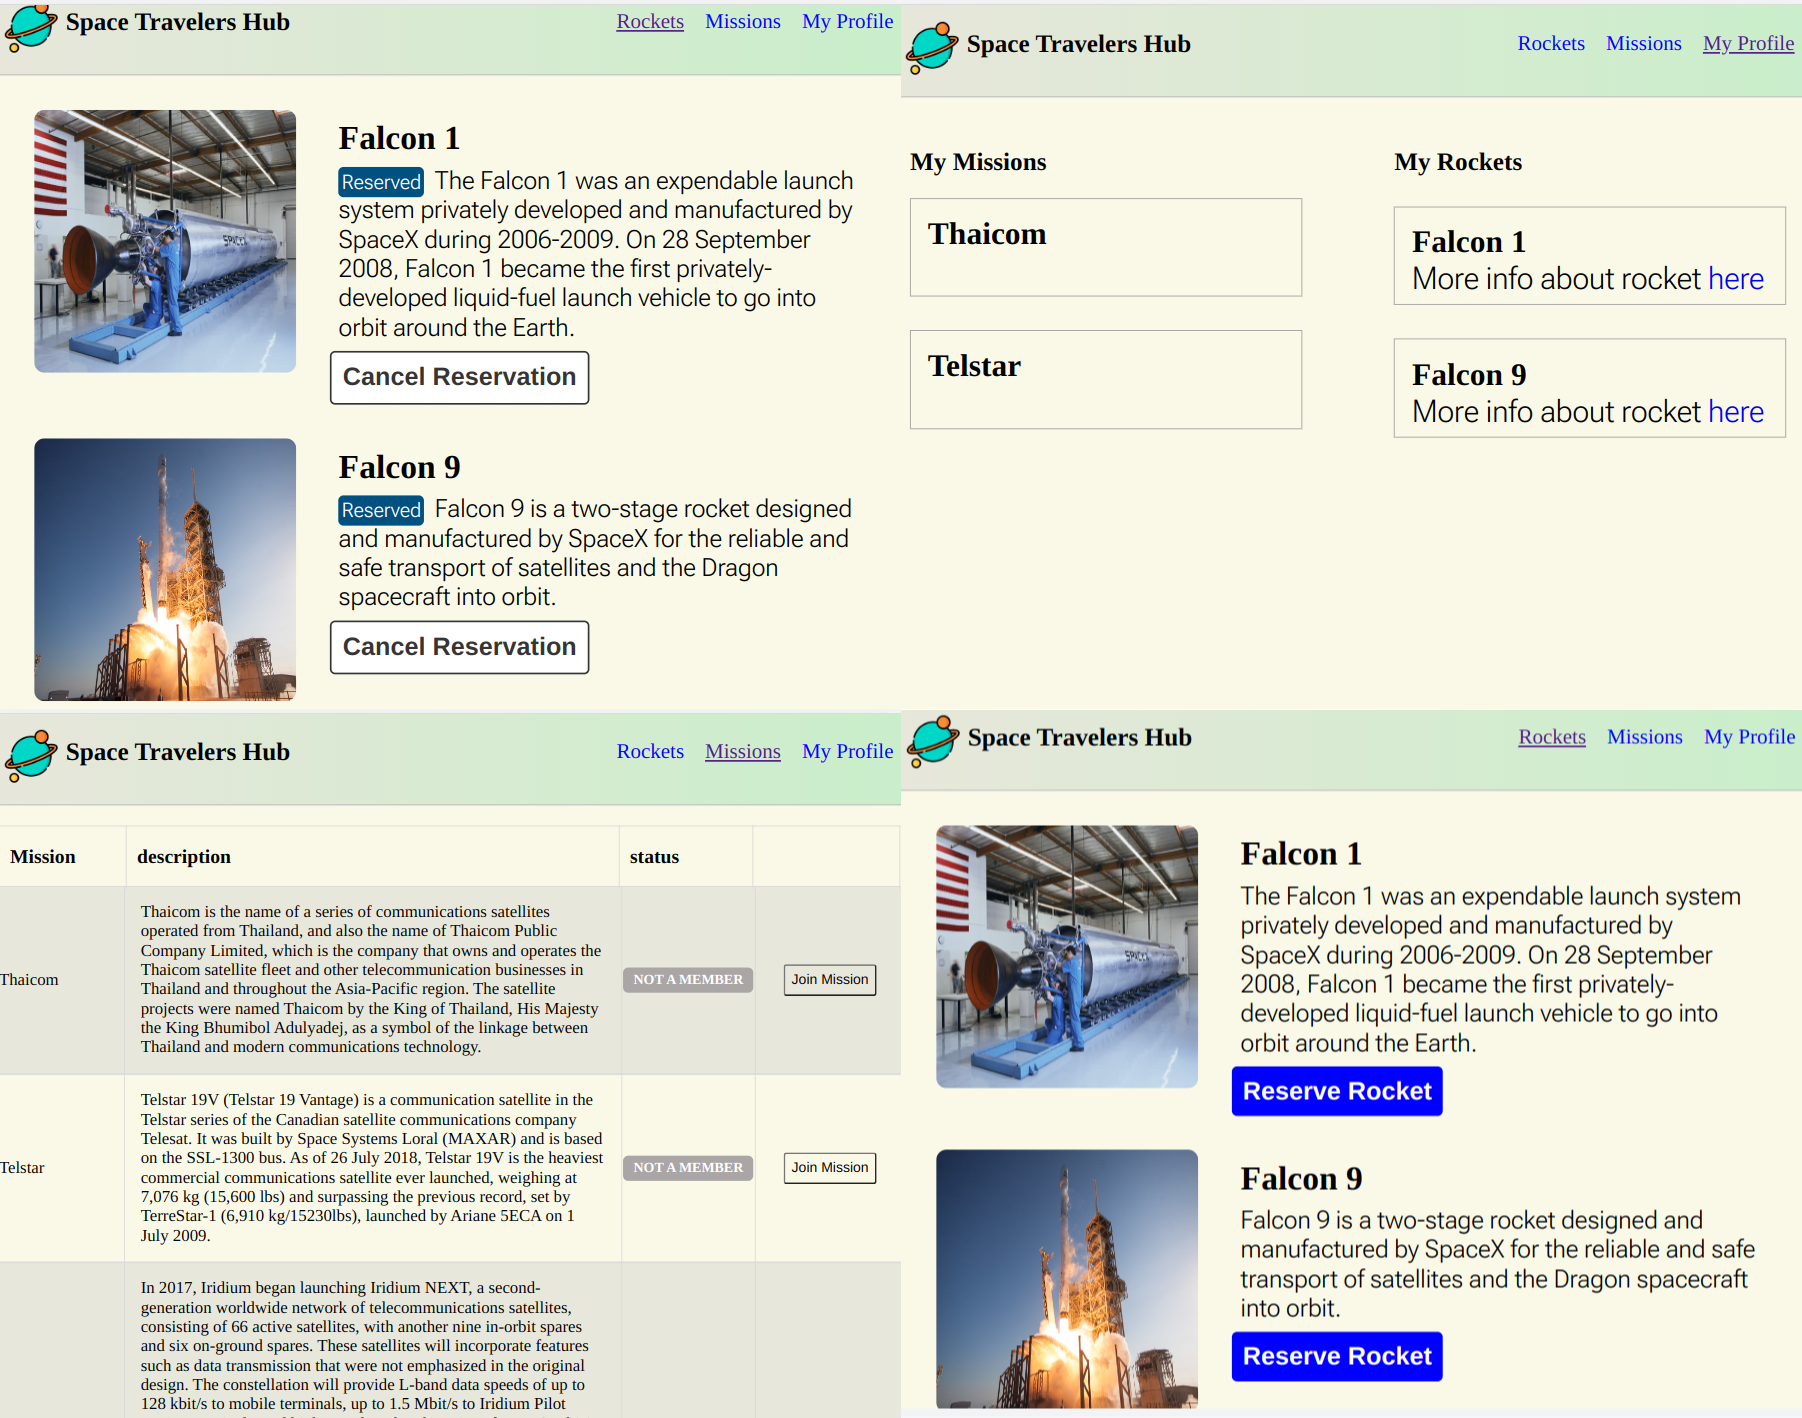 Space Travelers Hub
Rockets Missions My Profile
Falcon 1
Reserved The Falcon 1 was an expendable launch
system privately developed and manufactured by
SpaceX during 2006-2009. On 28 September
2008, Falcon 1 became the first privately-
developed liquid-fuel launch vehicle to go into
orbit around the Earth.
Cancel Reservation
SPACEX
Falcon 9
Reserved Falcon 9 is a two-stage rocket designed
and manufactured by SpaceX for the reliable and
safe transport of satellites and the Dragon
spacecraft into orbit.
Cancel Reservation
Space Travelers Hub
Rockets Missions My Profile
My Missions
Thaicom
Telstar
My Rockets
Falcon 1
More info about rocket here
Falcon 9
More info about rocket here
Space Travelers Hub
Rockets Missions My Profile
Mission description status
Thaicom
Thaicom is the name of a series of communications satellites
operated from Thailand, and also the name of Thaicom Public
Company Limited, which is the company that owns and operates the
Thaicom satellite fleet and other telecommunication businesses in
Thailand and throughout the Asia-Pacific region. The satellite
projects were named Thaicom by the King of Thailand, His Majesty
the King Bhumibol Adulyadej, as a symbol of the linkage between
Thailand and modern communications technology.
NOT A MEMBER
Join Mission
Telstar
Telstar 19V (Telstar 19 Vantage) is a communication satellite in the
Telstar series of the Canadian satellite communications company
Telesat. It was built by Space Systems Loral (MAXAR) and is based
on the SSL-1300 bus. As of 26 July 2018, Telstar 19V is the heaviest
commercial communications satellite ever launched, weighing at
7,076 kg (15,600 lbs) and surpassing the previous record, set by
TerreStar-1 (6,910 kg/15230lbs), launched by Ariane 5ECA on 1
July 2009.
NOT A MEMBER
Join Mission
In 2017, Iridium began launching Iridium NEXT, a second-
generation worldwide network of telecommunications satellites,
consisting of 66 active satellites, with another nine in-orbit spares
and six on-ground spares. These satellites will incorporate features
such as data transmission that were not emphasized in the original
design. The constellation will provide L-band data speeds of up to
128 kbit/s to mobile terminals, up to 1.5 Mbit/s to Iridium Pilot
Space Travelers Hub
Rockets Missions My Profile
Falcon 1
The Falcon 1 was an expendable launch system
privately developed and manufactured by
SpaceX during 2006-2009. On 28 September
2008, Falcon 1 became the first privately-
developed liquid-fuel launch vehicle to go into
orbit around the Earth.
Reserve Rocket
SPACEX
Falcon 9
Falcon 9 is a two-stage rocket designed and
manufactured by SpaceX for the reliable and safe
transport of satellites and the Dragon spacecraft
into orbit.
Reserve Rocket